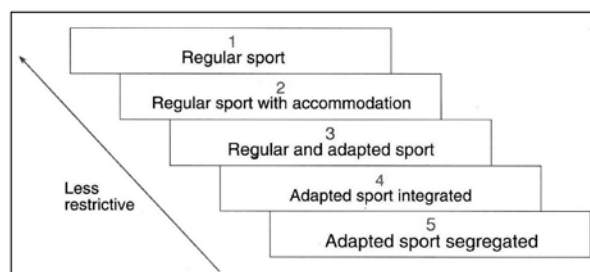 1
Regular sport
2
Regular sport with accommodation
3
Regular and adapted sport
4
Adapted sport integrated
5
Adapted sport segregated
Less
restrictive